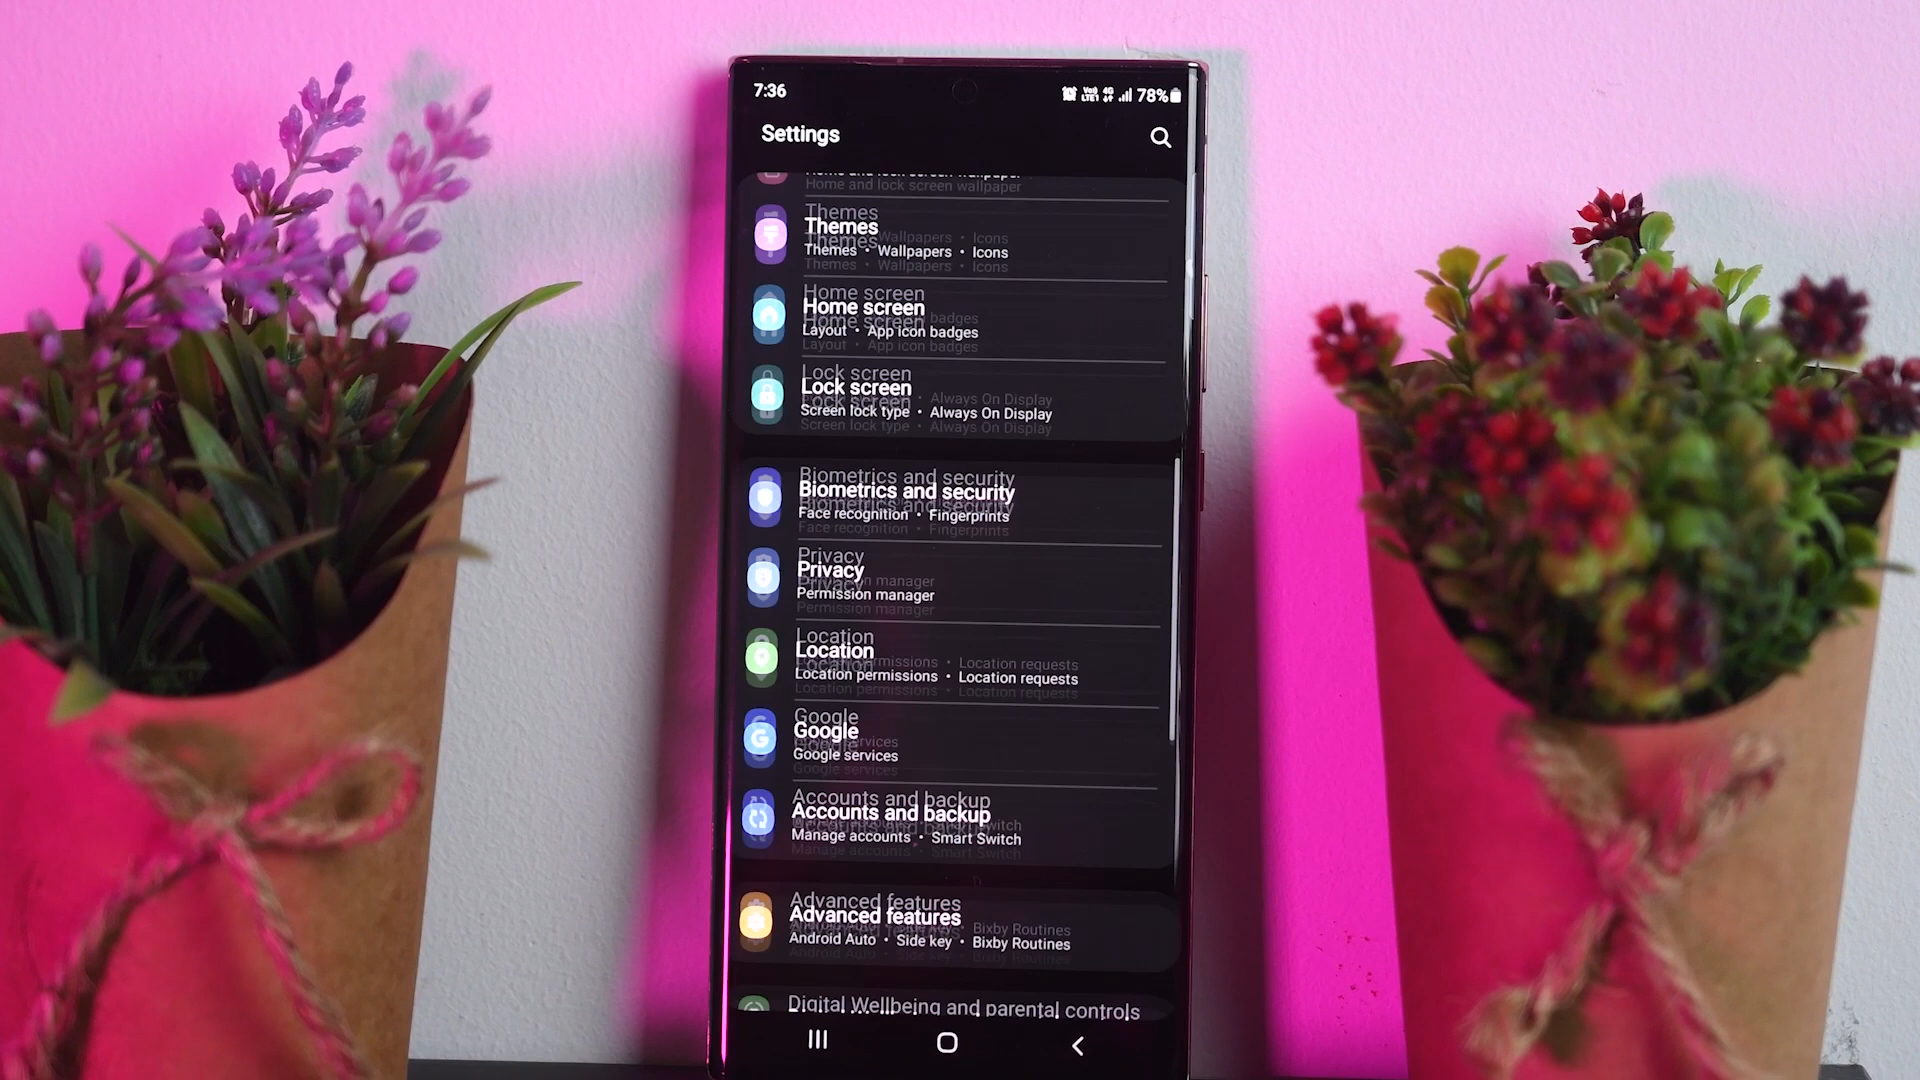 7:36
VoI) 4G
LTE1 78%
Settings
Home and lock screen wallpaper
Themes
Themes • Wallpapers • Icons
Home screen
Layout • App icon badges
Lock screen
Screen lock type • Always On Display
Biometrics and security
Face recognition • Fingerprints
Privacy
Permission manager
Location
Location permissions • Location requests
Google
Google services
Accounts and backup
Manage accounts • Smart Switch
Advanced features
Android Auto • Side key • Bixby Routines
Digital Wellbeing and parental controls